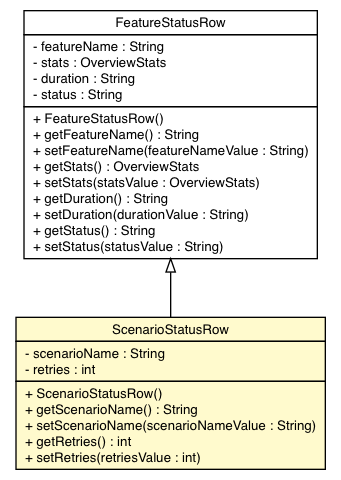 FeatureStatusRow
- featureName : String
- stats : OverviewStats
- duration : String
- status : String
+ FeatureStatusRow()
+ getFeatureName() : String
+ setFeatureName(featureNameValue : String)
+ getStats() : OverviewStats
+ setStats(statsValue : OverviewStats)
+ getDuration() : String
+ setDuration(durationValue : String)
+ getStatus() : String
+ setStatus(statusValue : String)
ScenarioStatusRow
- scenarioName : String
- retries : int
+ ScenarioStatusRow()
+ getScenarioName() : String
+ setScenarioName(scenarioNameValue : String)
+ getRetries() : int
+ setRetries(retriesValue : int)